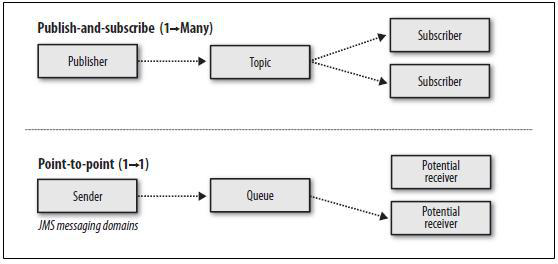 Publish-and-subscribe (1→Many)
Publisher
Topic
Subscriber
Subscriber
Point-to-point (1→1)
Sender
Queue
Potential
receiver
Potential
receiver
JMS messaging domains